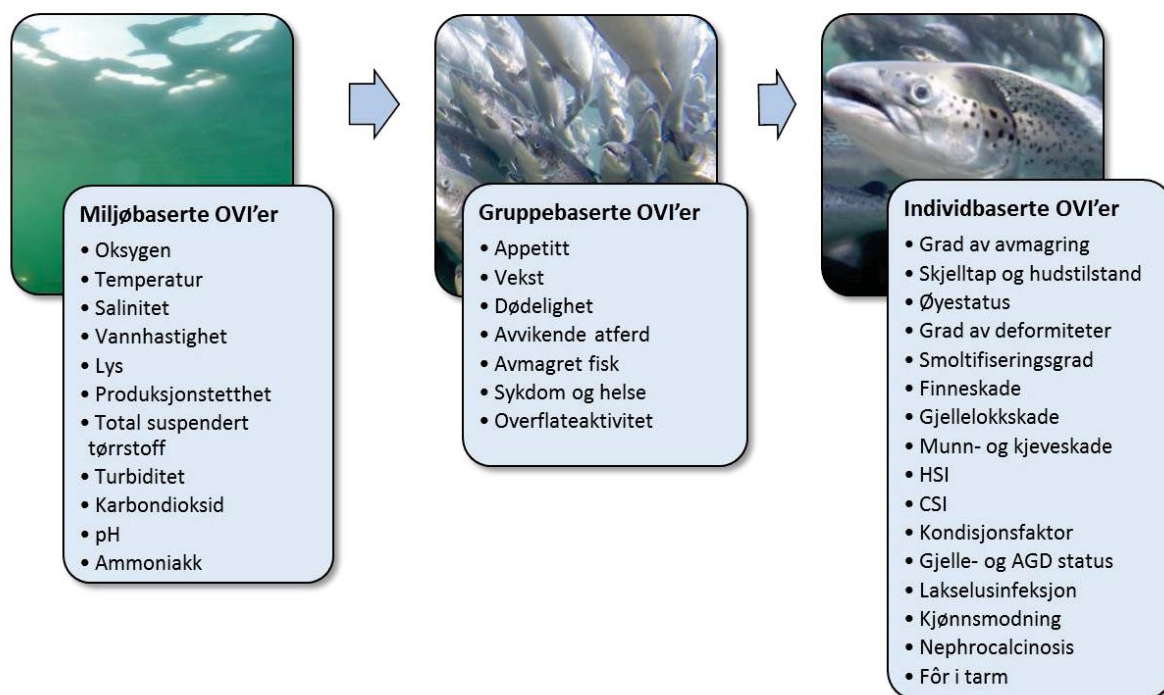 Miljøbaserte OVI’er
• Oksygen
• Temperatur
• Salinitet
• Vannhastighet
• Lys
• Produksjonstetthet
• Total suspendert
tørrstoff
• Turbiditet
• Karbondioksid
• pH
• Ammoniakk
Gruppebaserte OVI’er
• Appetitt
• Vekst
• Dødelighet
• Avvikende atferd
• Avmagret fisk
• Sykdom og helse
• Overflateaktivitet
Individbaserte OVI’er
• Grad av avmagring
• Skjelltap og hudstilstand
• Øyestatus
• Grad av deformiteter
• Smoltifiseringsgrad
• Finneskade
• Gjellelokkskade
• Munn- og kjeveskade
• HSI
• CSI
• Kondisjonsfaktor
• Gjelle- og AGD status
• Lakselusinfeksjon
• Kjønnsmodning
• Nephrocalcinosis
• Fôr i tarm